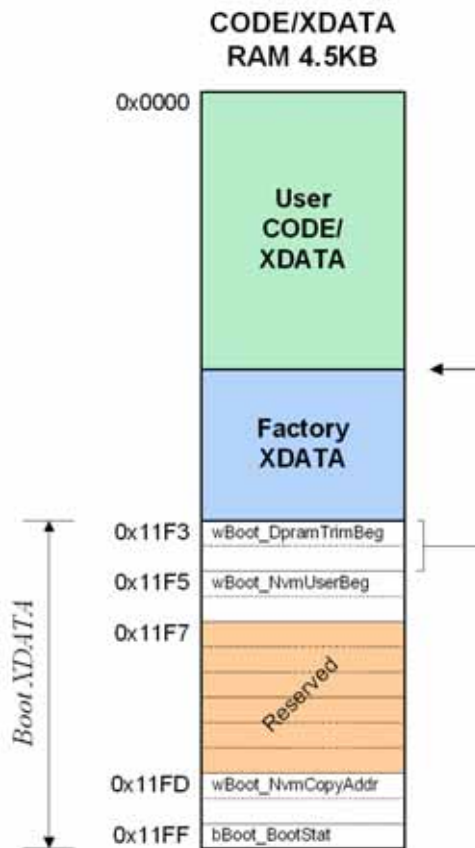 CODE/XDATA
RAM 4.5KB
0x0000
User
CODE/
XDATA
Factory
XDATA
0x11F3
wBoot_DpramTrimBeg
0x11F5
wBoot_NvmUserBeg
0x11F7
Reserved
Boot XDATA
0x11FD
wBoot_NvmCopyAddr
0x11FF
bBoot_BootStat